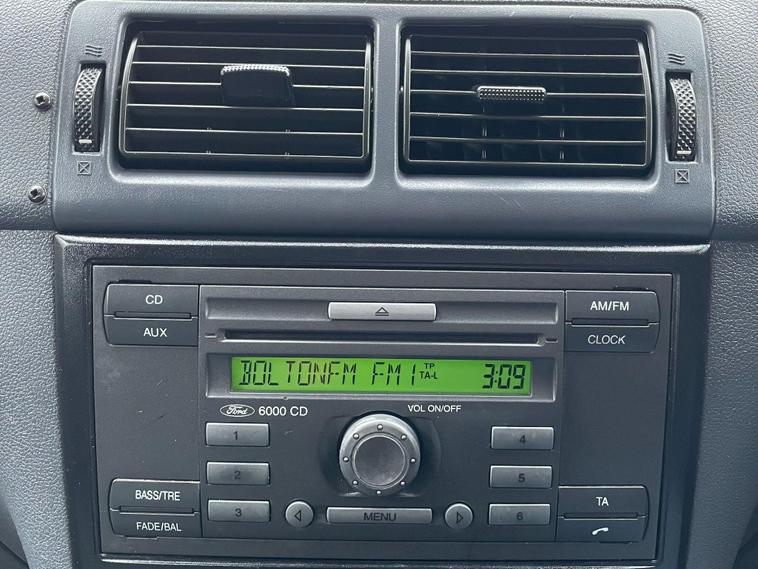 CD
AM/FM
AUX
CLOCK
BOLTONFM FM1 TP TA-L 3:09
Ford 6000 CD VOL ON/OFF
1
4
2
5
BASS/TRE
TA
3
MENU
6
FADE/BAL